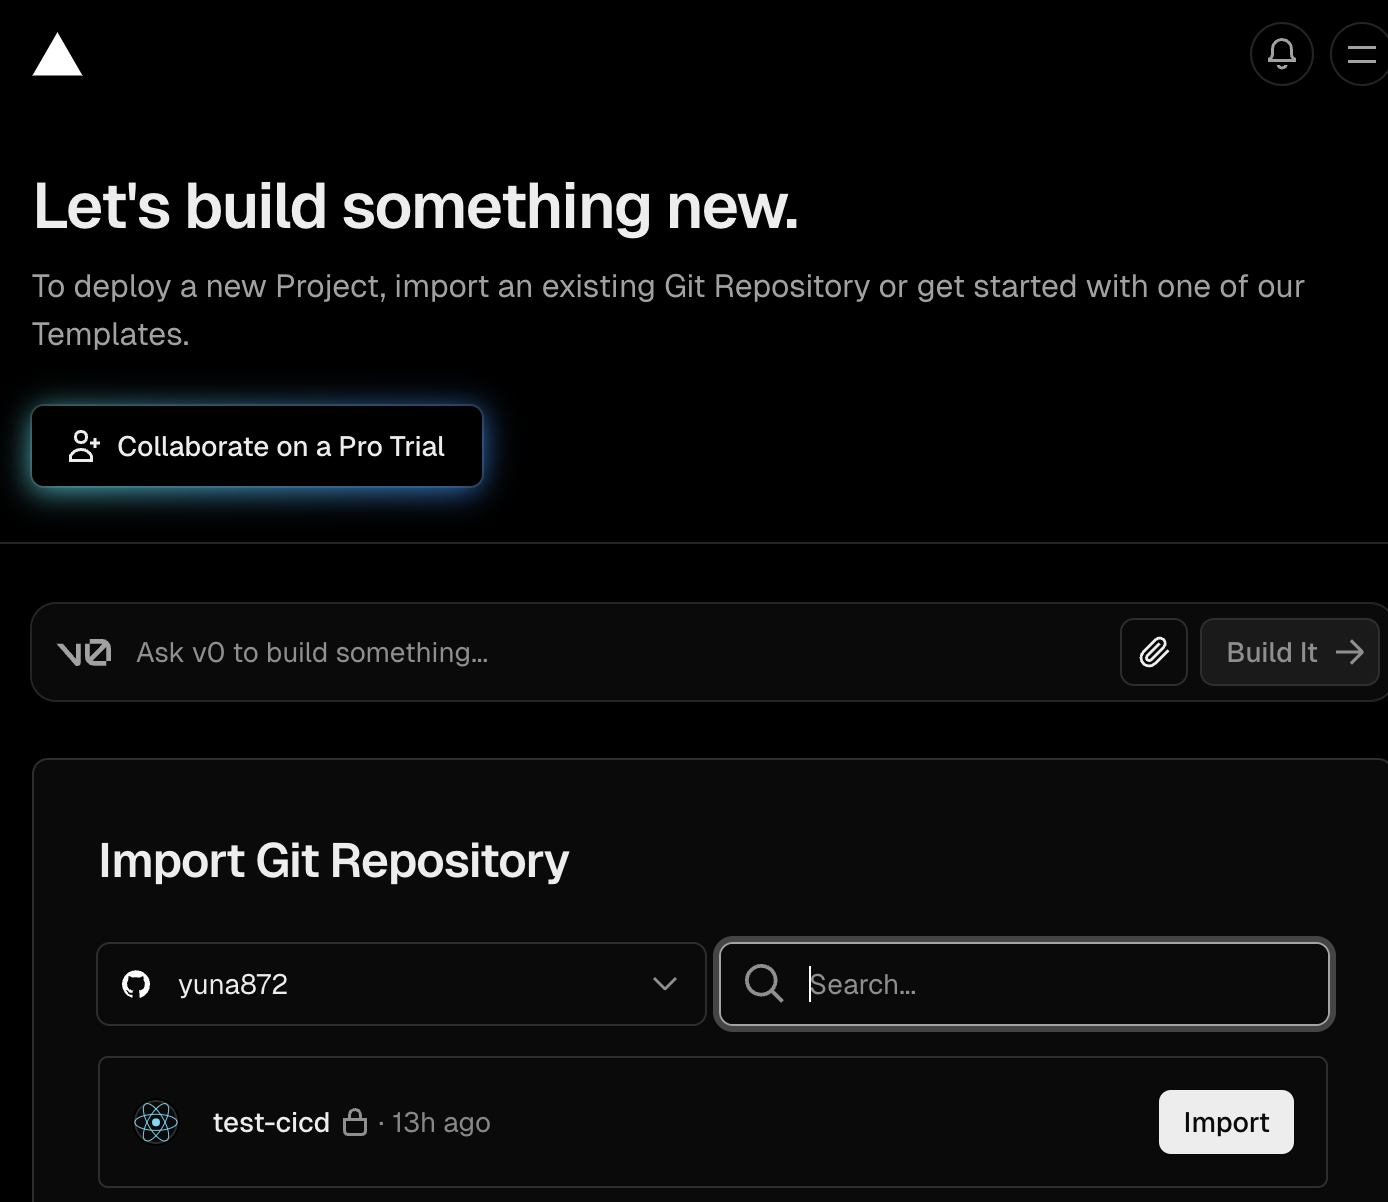 Let's build something new.
To deploy a new Project, import an existing Git Repository or get started with one of our
Templates.
Collaborate on a Pro Trial
v0 Ask v0 to build something... Build It
Import Git Repository
yuna872 Search...
test-cicd · 13h ago Import